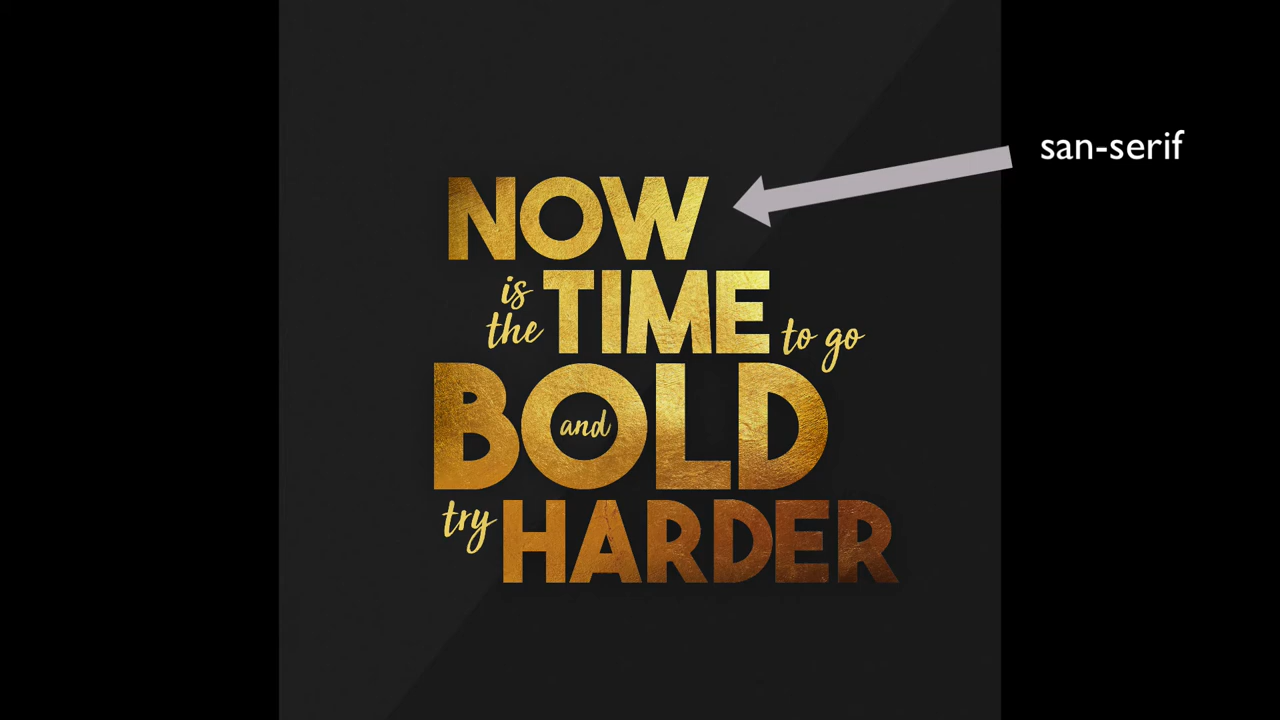 san-serif
NOW
is
the TIME to go
BOLD
and
try HARDER